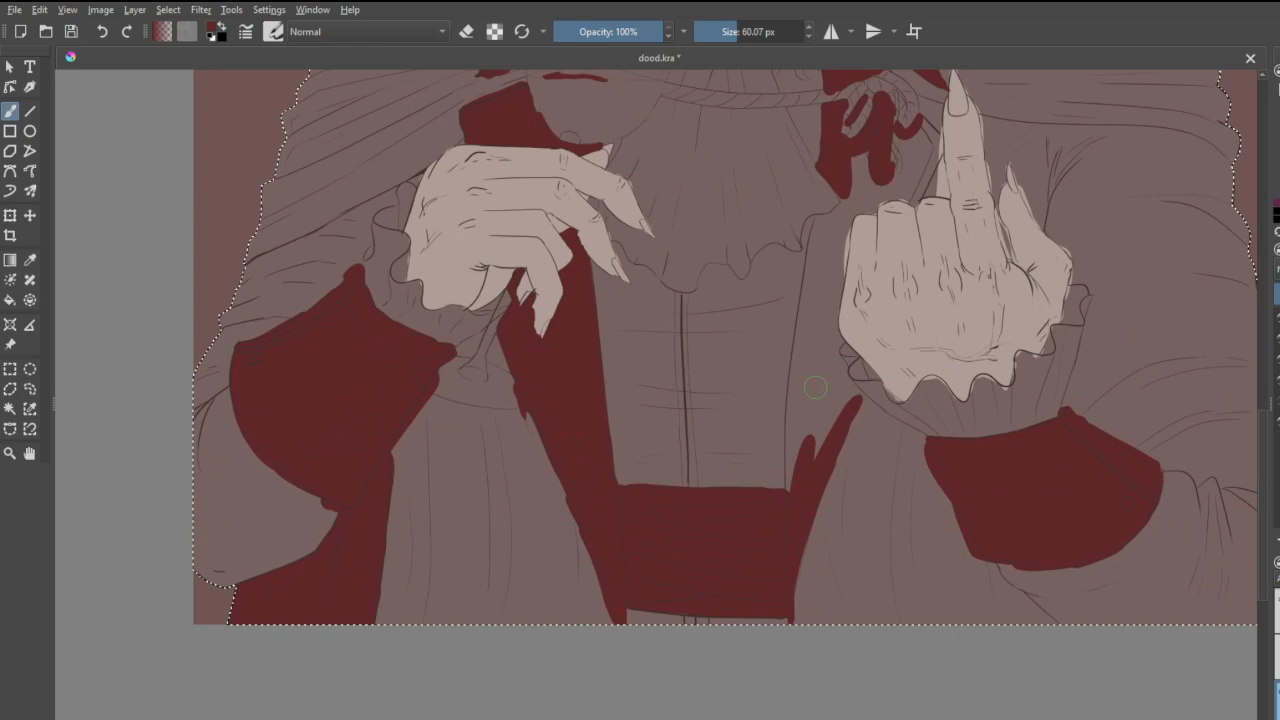 File Edit View Image Layer Select Filter Tools Settings Window Help
Normal Opacity: 100% Size: 60.07 px
dood.kra *